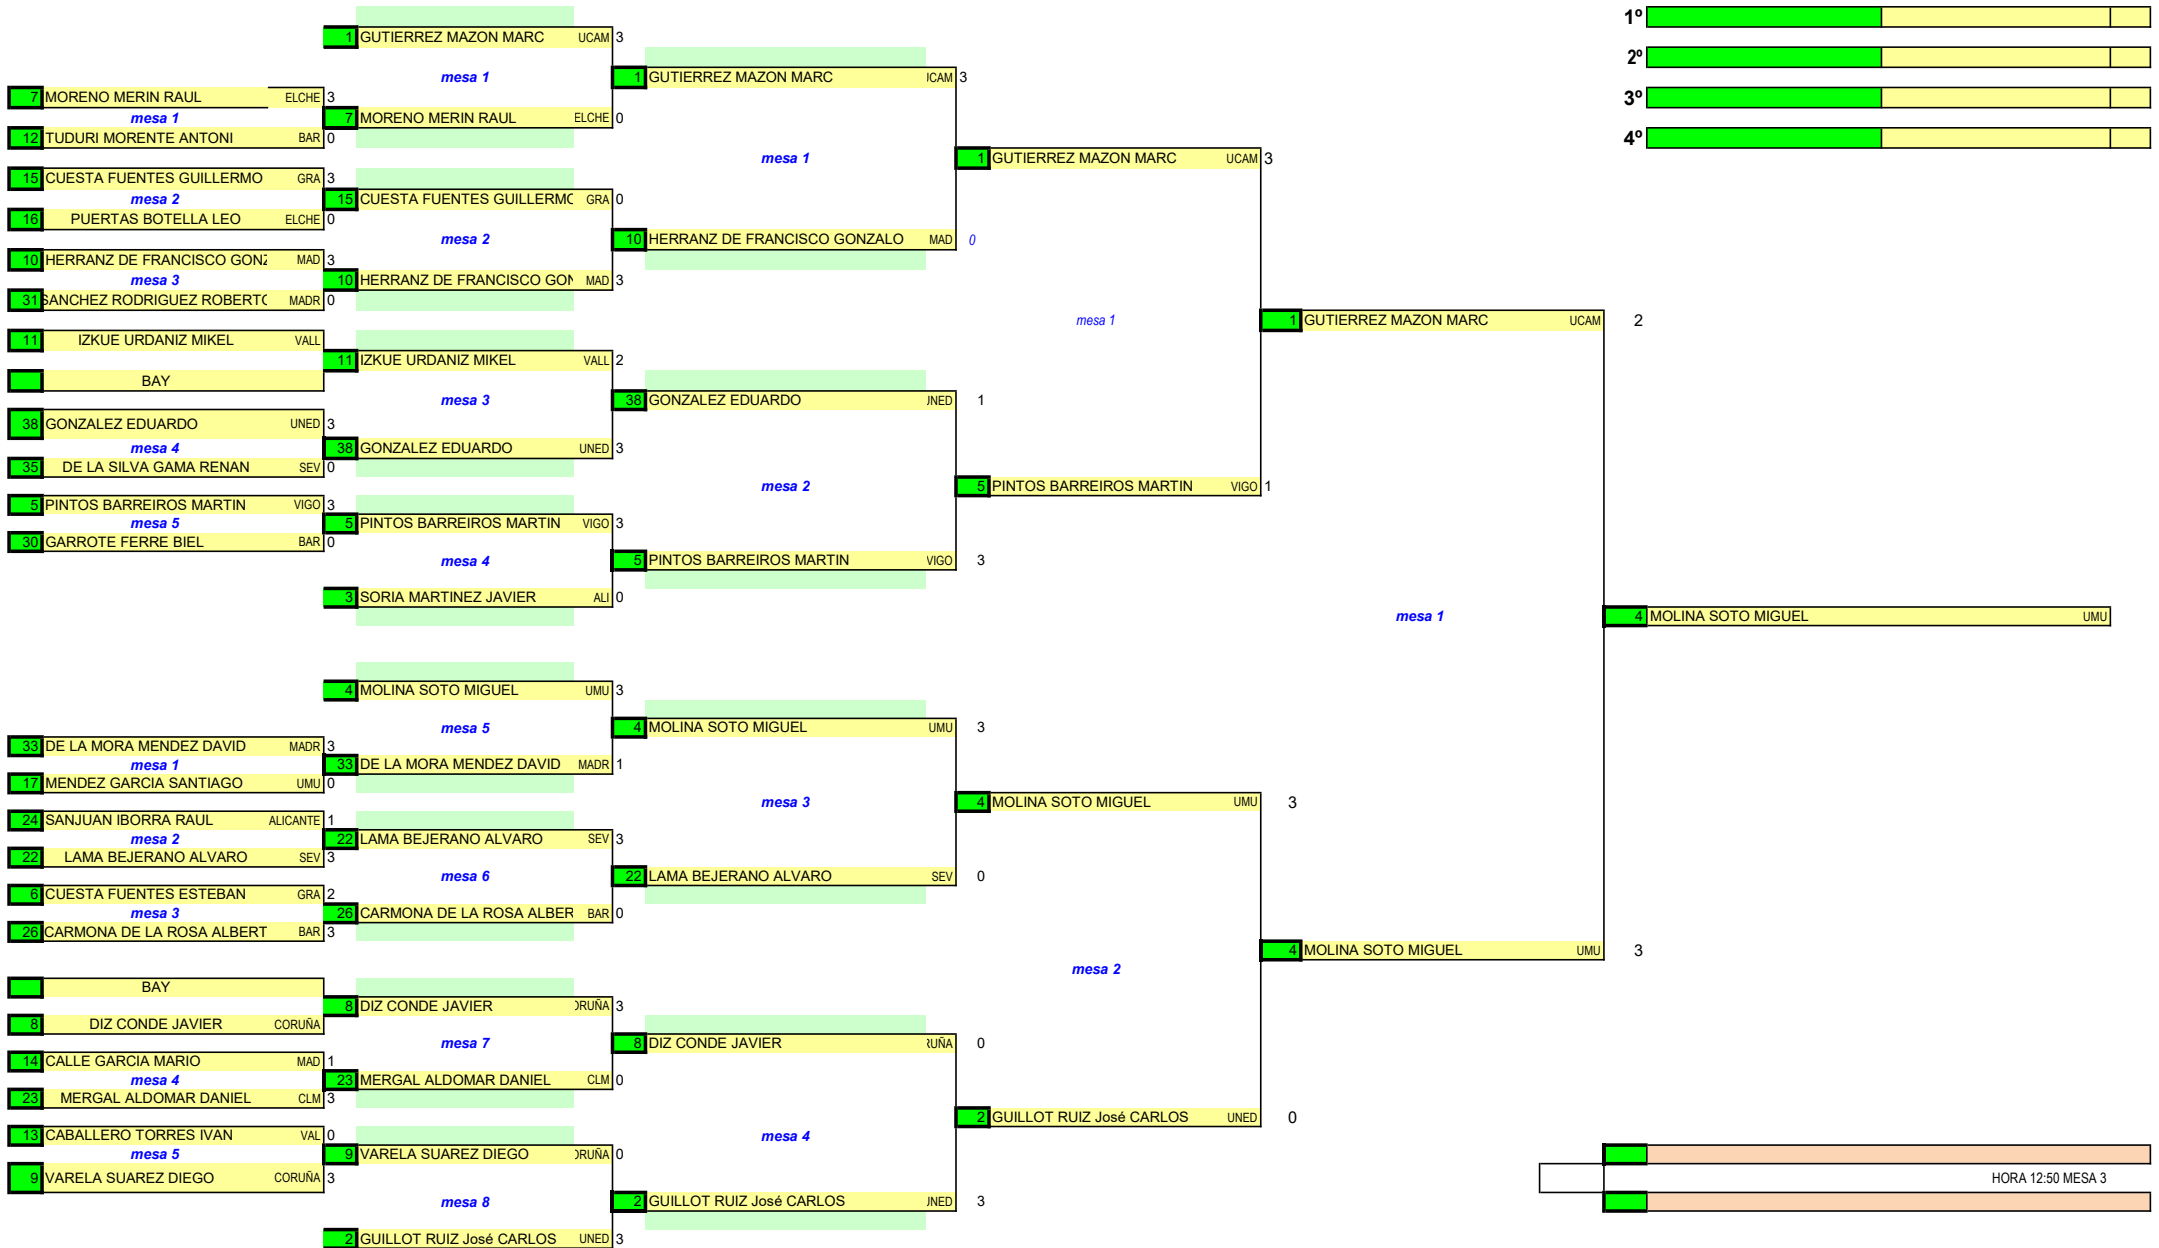 1º
1 GUTIERREZ MAZON MARC UCAM 3
2º
mesa 1
1 GUTIERREZ MAZON MARC 3
7 MORENO MERIN RAUL ELCHE 3
3º
mesa 1
7 MORENO MERIN RAUL ELCHE 0
12 TUDURI MORENTE ANTONI BAR 0
4º
mesa 1
1 GUTIERREZ MAZON MARC UCAM 3
15 CUESTA FUENTES GUILLERMO GRA 3
mesa 2
15 CUESTA FUENTES GUILLERMO GRA 0
16 PUERTAS BOTELLA LEO ELCHE 0
mesa 2
10 HERRANZ DE FRANCISCO GONZALO MAD 0
10 HERRANZ DE FRANCISCO GONZ MAD 3
mesa 3
10 HERRANZ DE FRANCISCO GON MAD 3
31 SANCHEZ RODRIGUEZ ROBERTO MADR 0
mesa 1
1 GUTIERREZ MAZON MARC UCAM 2
11 IZKUE URDANIZ MIKEL VALL
11 IZKUE URDANIZ MIKEL VALL 2
BAY
mesa 3
38 GONZALEZ EDUARDO UNED 1
38 GONZALEZ EDUARDO UNED 3
mesa 4
38 GONZALEZ EDUARDO UNED 3
35 DE LA SILVA GAMA RENAN SEV 0
mesa 2
5 PINTOS BARREIROS MARTIN VIGO 1
5 PINTOS BARREIROS MARTIN VIGO 3
mesa 5
5 PINTOS BARREIROS MARTIN VIGO 3
30 GARROTE FERRE BIEL BAR 0
mesa 4
5 PINTOS BARREIROS MARTIN VIGO 3
3 SORIA MARTINEZ JAVIER ALI 0
mesa 1
4 MOLINA SOTO MIGUEL UMU
4 MOLINA SOTO MIGUEL UMU 3
mesa 5
4 MOLINA SOTO MIGUEL UMU 3
33 DE LA MORA MENDEZ DAVID MADR 3
mesa 1
33 DE LA MORA MENDEZ DAVID MADR 1
17 MENDEZ GARCIA SANTIAGO UMU 0
mesa 3
4 MOLINA SOTO MIGUEL UMU 3
24 SANJUAN IBORRA RAUL ALICANTE 1
mesa 2
22 LAMA BEJERANO ALVARO SEV 3
22 LAMA BEJERANO ALVARO SEV 3
mesa 6
22 LAMA BEJERANO ALVARO SEV 0
6 CUESTA FUENTES ESTEBAN GRA 2
mesa 3
26 CARMONA DE LA ROSA ALBER BAR 0
26 CARMONA DE LA ROSA ALBERT BAR 3
4 MOLINA SOTO MIGUEL UMU 3
mesa 2
BAY
8 DIZ CONDE JAVIER ORUÑA 3
8 DIZ CONDE JAVIER CORUÑA
mesa 7
8 DIZ CONDE JAVIER RUÑA 0
14 CALLE GARCIA MARIO MAD 1
mesa 4
23 MERGAL ALDOMAR DANIEL CLM 0
23 MERGAL ALDOMAR DANIEL CLM 3
2 GUILLOT RUIZ José CARLOS UNED 0
13 CABALLERO TORRES IVAN VAL 0
mesa 4
mesa 5
9 VARELA SUAREZ DIEGO ORUÑA 0
9 VARELA SUAREZ DIEGO CORUÑA 3
HORA 12:50 MESA 3
mesa 8
2 GUILLOT RUIZ José CARLOS UNED 3
2 GUILLOT RUIZ José CARLOS UNED 3